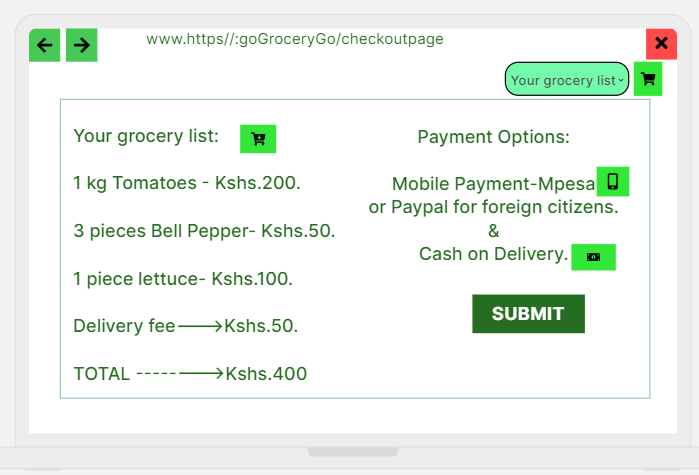 www.https//:goGroceryGo/checkoutpage
Your grocery list
Your grocery list:
1 kg Tomatoes - Kshs.200.
3 pieces Bell Pepper- Kshs.50.
1 piece lettuce- Kshs.100.
Delivery fee⟶Kshs.50.
TOTAL -------->Kshs.400
Payment Options:
Mobile Payment-Mpesa
or Paypal for foreign citizens.
&
Cash on Delivery.
SUBMIT